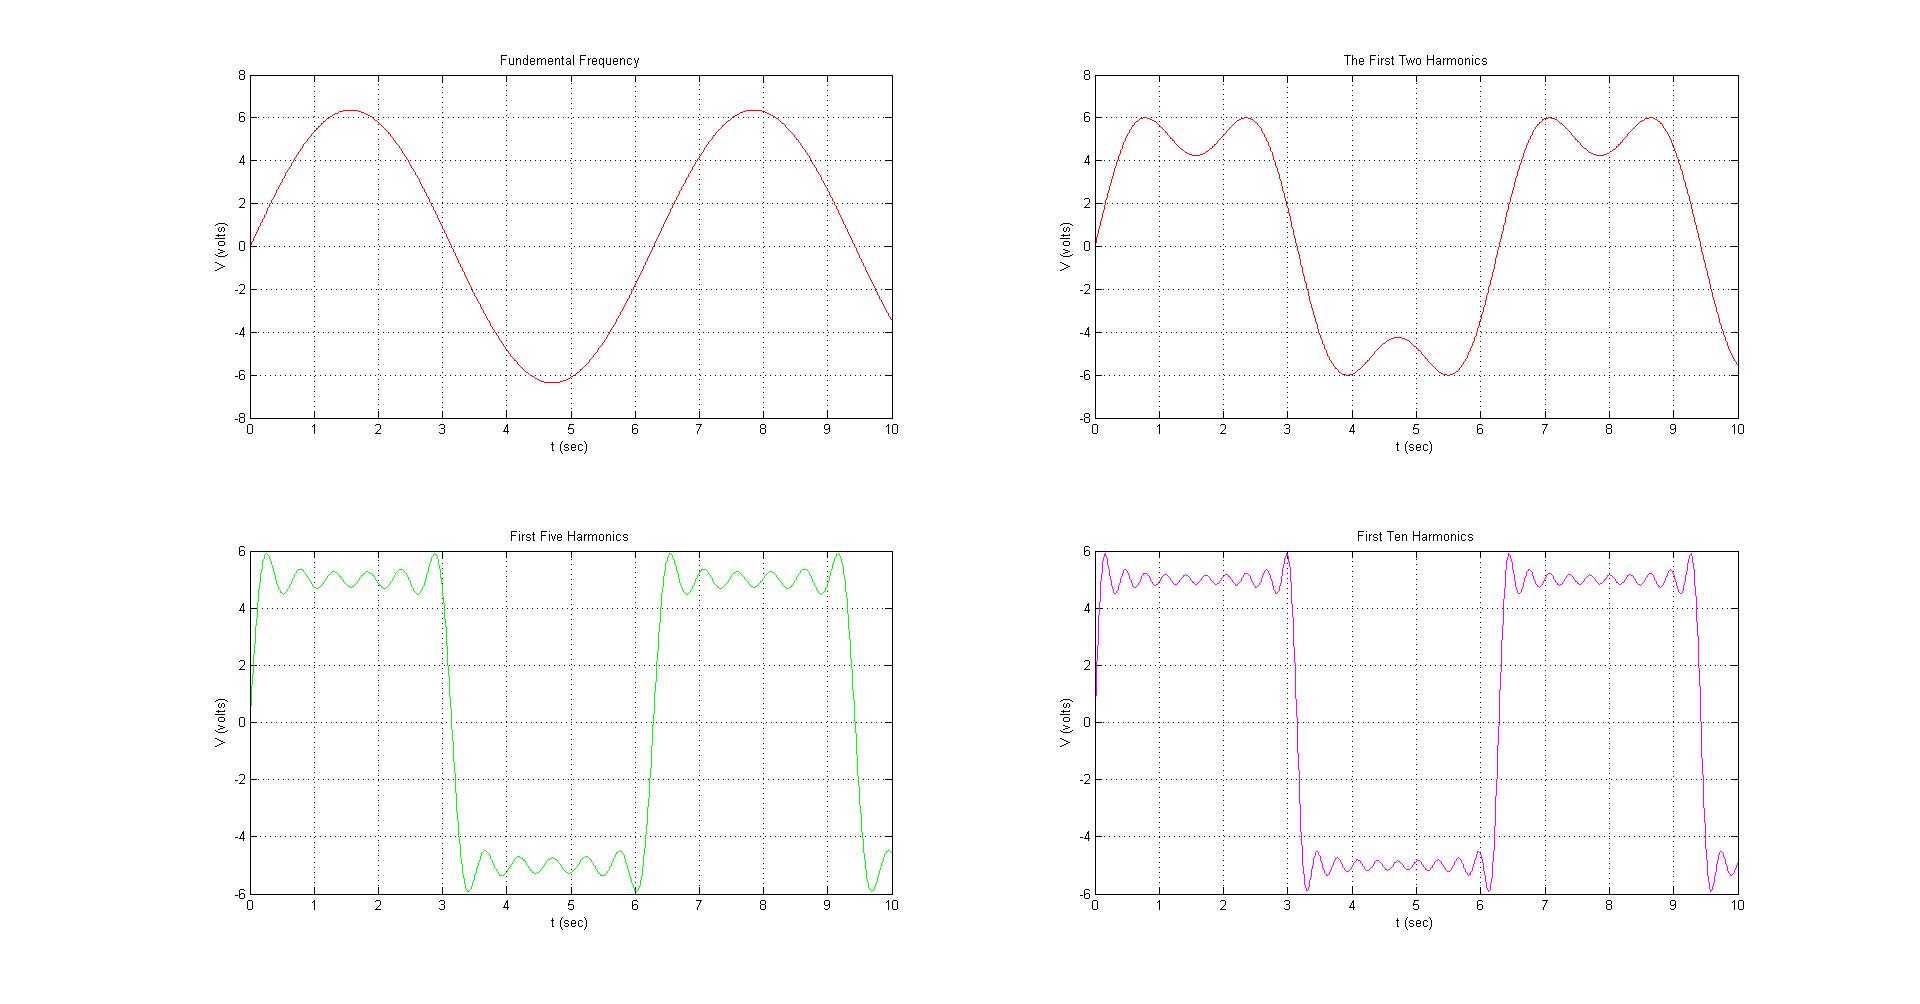 Fundemental Frequency
8
6
4
2
0
-2
-4
-6
-8
V (volts)
0 1 2 3 4 5 6 7 8 9 10
t (sec)
The First Two Harmonics
8
6
4
2
0
-2
-4
-6
-8
V (volts)
0 1 2 3 4 5 6 7 8 9 10
t (sec)
First Five Harmonics
6
4
2
0
-2
-4
-6
V (volts)
0 1 2 3 4 5 6 7 8 9 10
t (sec)
First Ten Harmonics
6
4
2
0
-2
-4
-6
V (volts)
0 1 2 3 4 5 6 7 8 9 10
t (sec)